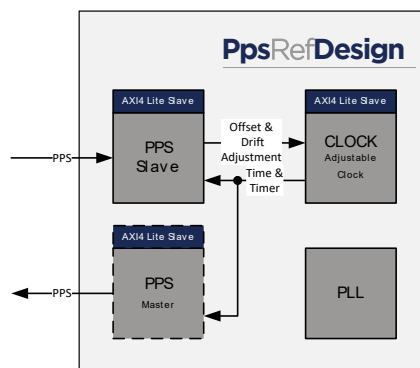 PpsRefDesign
AXI4 Lite Slave
AXI4 Lite Slave
PPS
PPS
Slave
Offset &
Drift
Adjustment
Time &
Timer
CLOCK
Adjustable
Clock
AXI4 Lite Slave
PPS
PPS
Master
PLL